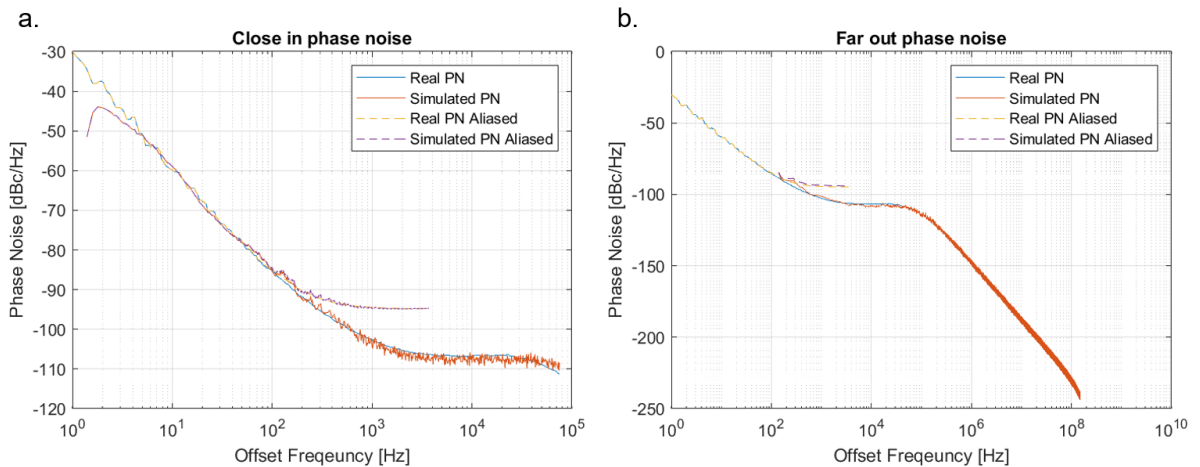 a.
Close in phase noise
Phase Noise [dBc/Hz]
-30
-40
-50
-60
-70
-80
-90
-100
-110
-120
Real PN
Simulated PN
Real PN Aliased
Simulated PN Aliased
10^0
10^1
10^2
10^3
10^4
10^5
Offset Freqeuncy [Hz]
b.
Far out phase noise
Phase Noise [dBc/Hz]
0
-50
-100
-150
-200
-250
Real PN
Simulated PN
Real PN Aliased
Simulated PN Aliased
10^0
10^2
10^4
10^6
10^8
10^10
Offset Freqeuncy [Hz]